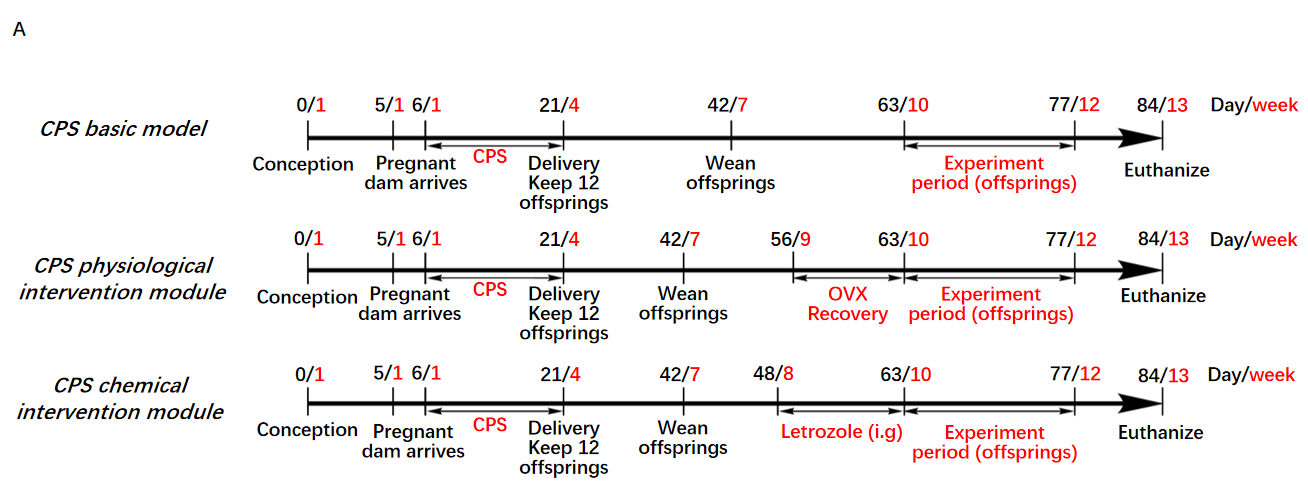 A
0/1 5/1 6/1 21/4 42/7 63/10 77/12 84/13 Day/week
CPS basic model
Conception Pregnant CPS Delivery Wean Experiment Euthanize
dam arrives Keep 12 offsprings period (offsprings)
offsprings
0/1 5/1 6/1 21/4 42/7 56/9 63/10 77/12 84/13 Day/week
CPS physiological
intervention module
Conception Pregnant CPS Delivery Wean OVX Experiment Euthanize
dam arrives Keep 12 offsprings Recovery period (offsprings)
offsprings
0/1 5/1 6/1 21/4 42/7 48/8 63/10 77/12 84/13 Day/week
CPS chemical
intervention module
Conception Pregnant CPS Delivery Wean Letrozole (i.g) Experiment Euthanize
dam arrives Keep 12 offsprings period (offsprings)
offsprings